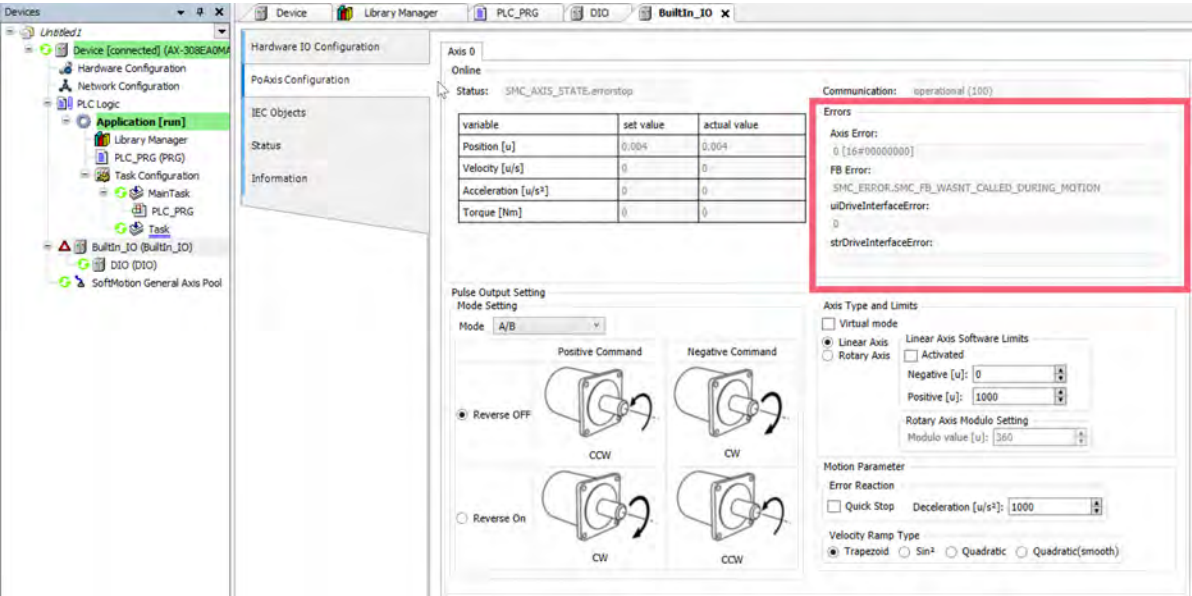 Devices
Untitled1
Device [connected] (AX-308EA0MA
Hardware Configuration
Network Configuration
PLC Logic
Application [run]
Library Manager
PLC_PRG (PRG)
Task Configuration
MainTask
PLC_PRG
Task
BuiltIn_IO (BuiltIn_IO)
DIO (DIO)
SoftMotion General Axis Pool
Device
Library Manager
PLC_PRG
DIO
BuiltIn_IO
Hardware IO Configuration
PoAxis Configuration
IEC Objects
Status
Information
Axis 0
Online
Status: SMC_AXIS_STATE.errorstop
Communication: operational (100)
variable set value actual value
Position [u] 0.004 0.004
Velocity [u/s] 0 0
Acceleration [u/s²] 0 0
Torque [Nm] 0 0
Errors
Axis Error:
0 [16#00000000]
FB Error:
SMC_ERROR.SMC_FB_WASNT_CALLED_DURING_MOTION
uiDriveInterfaceError:
0
strDriveInterfaceError:
Pulse Output Setting
Mode Setting
Mode A/B
Positive Command Negative Command
Reverse OFF
CCW CW
Reverse On
CW CCW
Axis Type and Limits
Virtual mode
Linear Axis
Rotary Axis
Linear Axis Software Limits
Activated
Negative [u]: 0
Positive [u]: 1000
Rotary Axis Modulo Setting
Modulo value [u]: 360
Motion Parameter
Error Reaction
Quick Stop Deceleration [u/s²]: 1000
Velocity Ramp Type
Trapezoid Sin² Quadratic Quadratic(smooth)